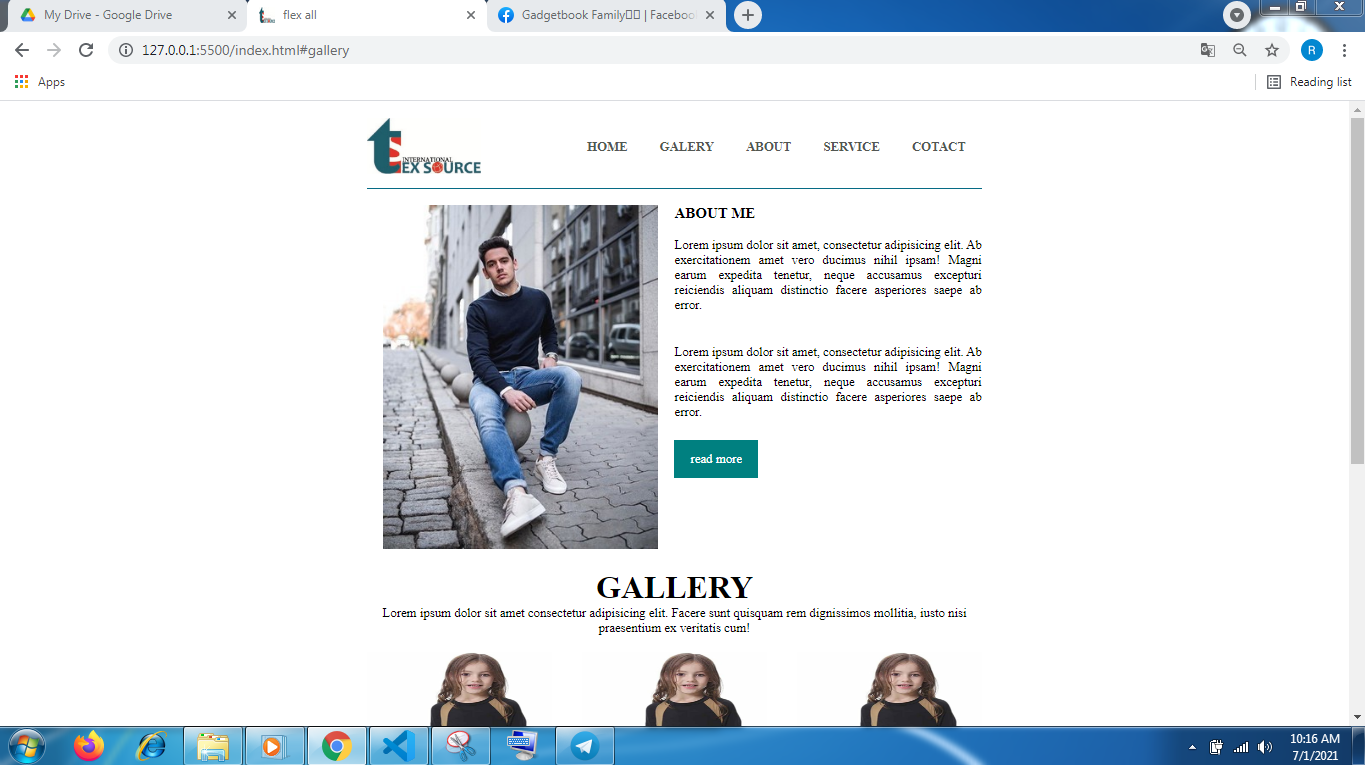 My Drive - Google Drive
flex all
Gadgetbook Family
| Facebook
127.0.0.1:5500/index.html#gallery
R
Apps
Reading list
ts
INTERNATIONAL
EX SOURCE
HOME GALERY ABOUT SERVICE COTACT
ABOUT ME
Lorem ipsum dolor sit amet, consectetur adipisicing elit. Ab
exercitationem amet vero ducimus nihil ipsam! Magni
earum expedita tenetur, neque accusamus excepturi
reiciendis aliquam distinctio facere asperiores saepe ab
error.
Lorem ipsum dolor sit amet, consectetur adipisicing elit. Ab
exercitationem amet vero ducimus nihil ipsam! Magni
earum expedita tenetur, neque accusamus excepturi
reiciendis aliquam distinctio facere asperiores saepe ab
error.
read more
GALLERY
Lorem ipsum dolor sit amet consectetur adipisicing elit. Facere sunt quisquam rem dignissimos mollitia, iusto nisi
praesentium ex veritatis cum!
10:16 AM
7/1/2021